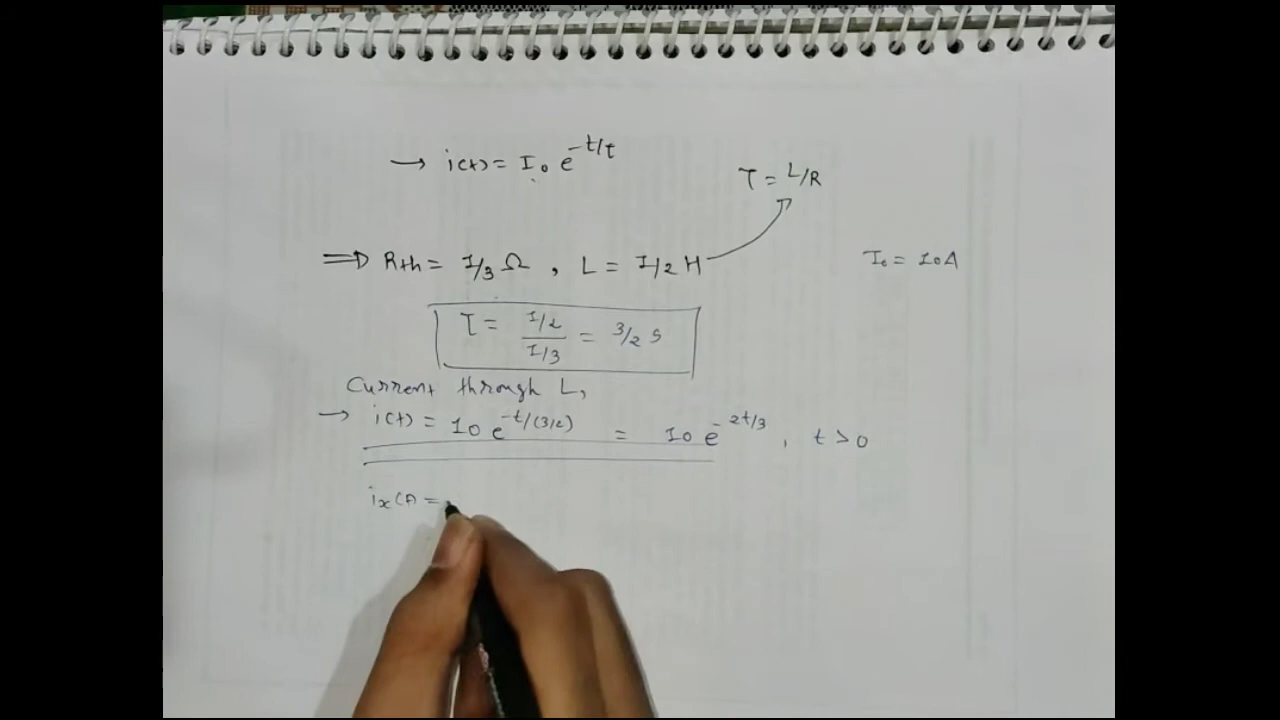 → i(t) = I₀ e^{-t/τ}
τ = L/R
⇒ Rth = 1/3 Ω , L = 1/2 H
I₀ = 10A
τ = (1/2)/(1/3) = 3/2 s
Current through L,
→ i(t) = 10 e^{-t/(3/2)} = 10 e^{-2t/3} , t > 0
iₓ(t) =